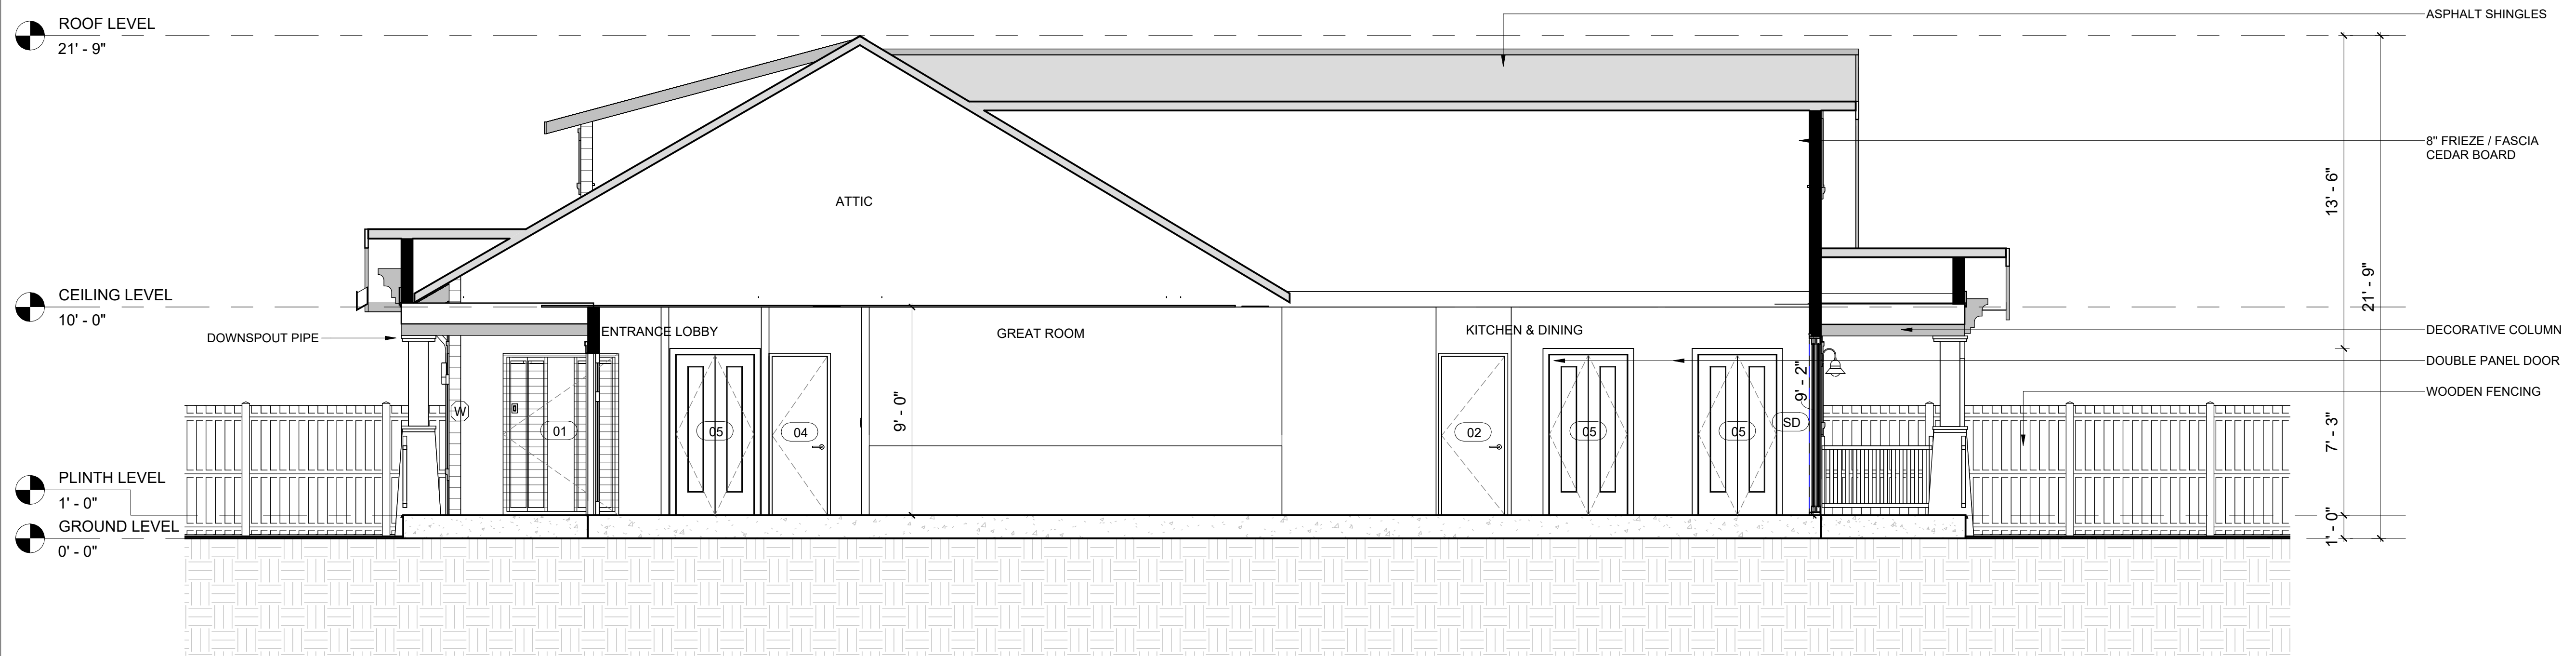 ROOF LEVEL
21' - 9"
ASPHALT SHINGLES
8" FRIEZE / FASCIA
CEDAR BOARD
13' - 6"
ATTIC
21' - 9"
CEILING LEVEL
10' - 0"
DOWNSPOUT PIPE
ENTRANCE LOBBY
GREAT ROOM
KITCHEN & DINING
DECORATIVE COLUMN
DOUBLE PANEL DOOR
WOODEN FENCING
9' - 0"
9' - 2"
7' - 3"
W
01
05
04
02
05
05
SD
PLINTH LEVEL
1' - 0"
1' - 0"
GROUND LEVEL
0' - 0"